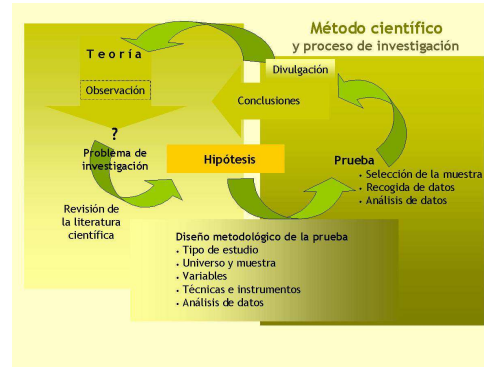 Método científico
y proceso de investigación
Teoría
Observación
?
Problema de
investigación
Revisión de
la literatura
científica
Hipótesis
Diseño metodológico de la prueba
• Tipo de estudio
• Universo y muestra
• Variables
• Técnicas e instrumentos
• Análisis de datos
Prueba
• Selección de la muestra
• Recogida de datos
• Análisis de datos
Divulgación
Conclusiones